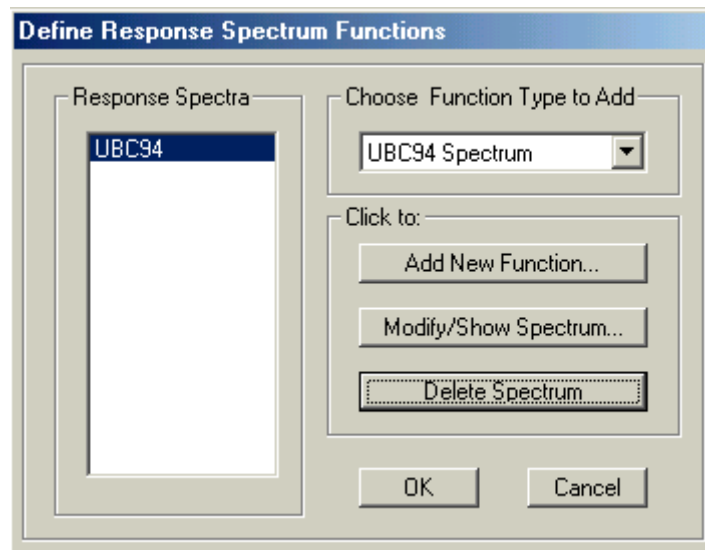 Define Response Spectrum Functions
Response Spectra
UBC94
Choose Function Type to Add
UBC94 Spectrum
Click to:
Add New Function...
Modify/Show Spectrum...
Delete Spectrum
OK
Cancel